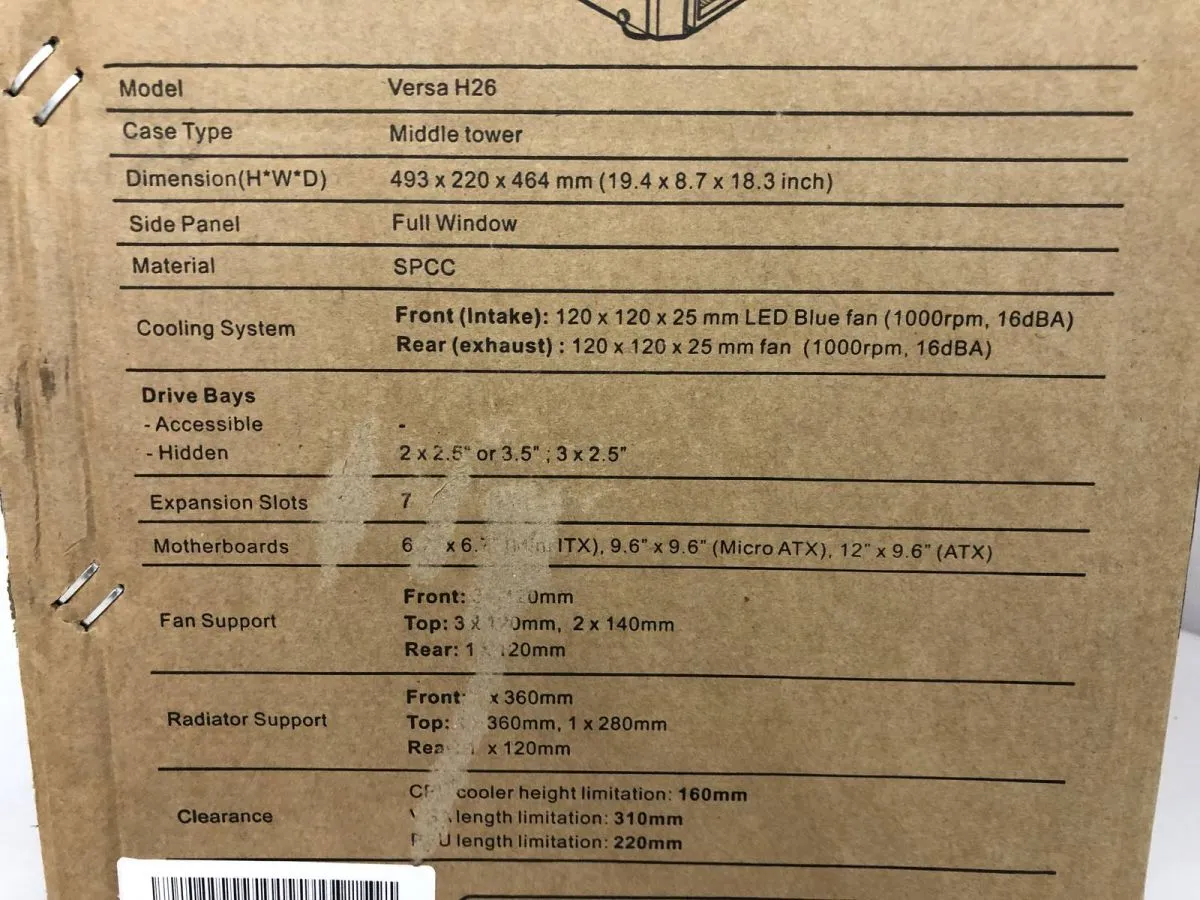 Model Versa H26
Case Type Middle tower
Dimension(H*W*D) 493 x 220 x 464 mm (19.4 x 8.7 x 18.3 inch)
Side Panel Full Window
Material SPCC
Cooling System Front (Intake): 120 x 120 x 25 mm LED Blue fan (1000rpm, 16dBA)
Rear (exhaust) : 120 x 120 x 25 mm fan (1000rpm, 16dBA)
Drive Bays
- Accessible -
- Hidden 2 x 2.5" or 3.5" ; 3 x 2.5"
Expansion Slots 7
Motherboards x ITX), 9.6" x 9.6" (Micro ATX), 12" x 9.6" (ATX)
Front:
Fan Support Top: 3 x 2 x 140mm
Rear: 1
Front: x 360mm
Radiator Support Top: 360mm, 1 x 280mm
x 120mm
cooler height limitation: 160mm
Clearance length limitation: 310mm
length limitation: 220mm